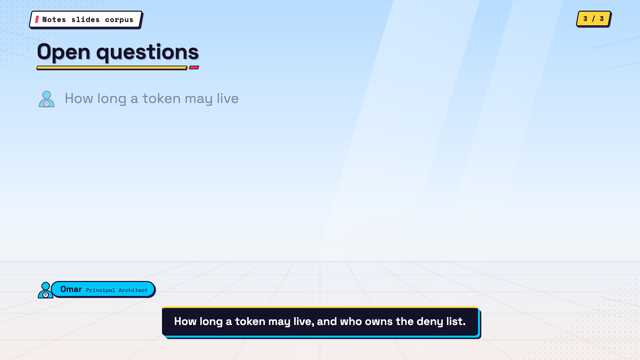 Notes slides corpus
3 / 3
Open questions
How long a token may live
Omar Principal Architect
How long a token may live, and who owns the deny list.